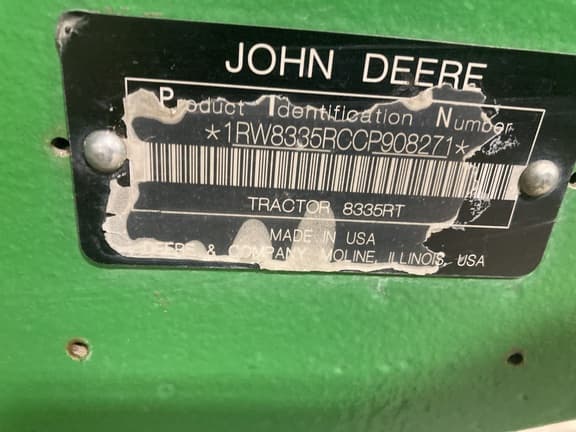 JOHN DEERE
Product Identification Number
*1RW8335RCCP908271*
TRACTOR 8335RT
MADE IN USA
DEERE & COMPANY MOLINE, ILLINOIS, USA